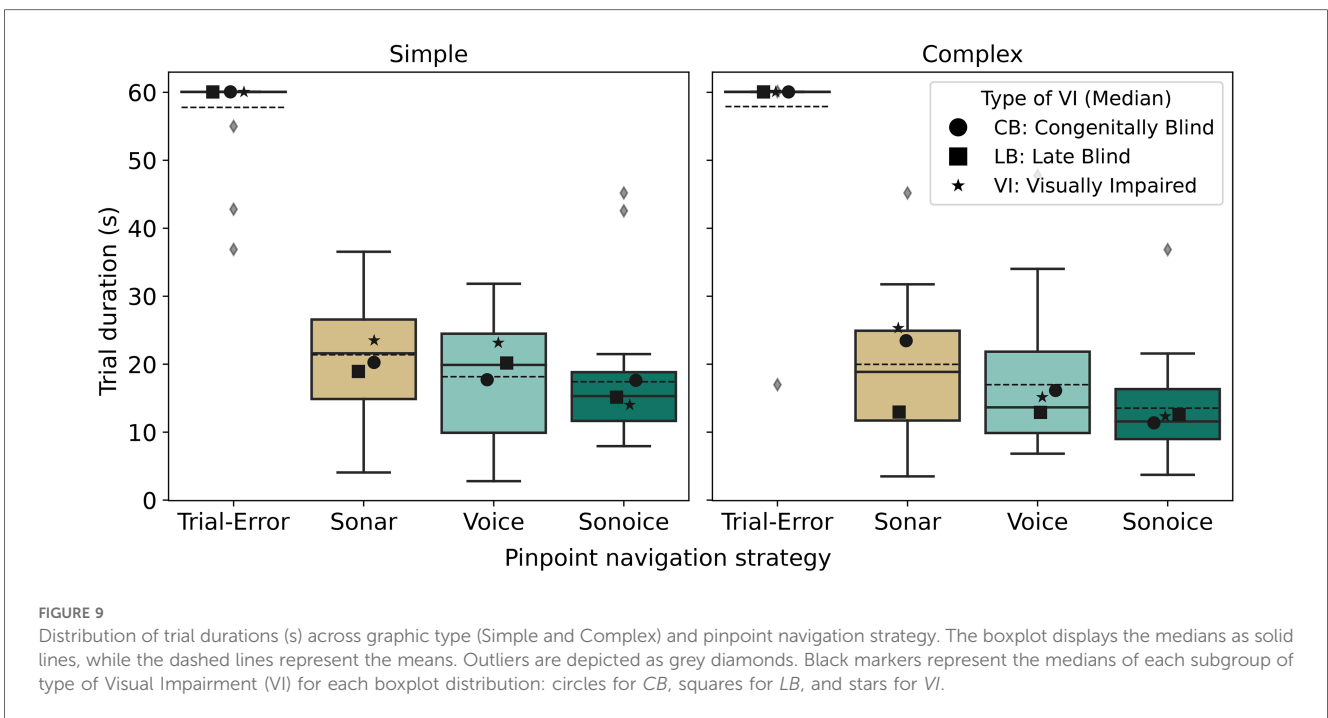 Simple
Complex
Type of VI (Median)
CB: Congenitally Blind
LB: Late Blind
VI: Visually Impaired
Trial duration (s)
60
50
40
30
20
10
0
Trial-Error Sonar Voice Sonoice
Trial-Error Sonar Voice Sonoice
Pinpoint navigation strategy
FIGURE 9
Distribution of trial durations (s) across graphic type (Simple and Complex) and pinpoint navigation strategy. The boxplot displays the medians as solid
lines, while the dashed lines represent the means. Outliers are depicted as grey diamonds. Black markers represent the medians of each subgroup of
type of Visual Impairment (VI) for each boxplot distribution: circles for CB, squares for LB, and stars for VI.